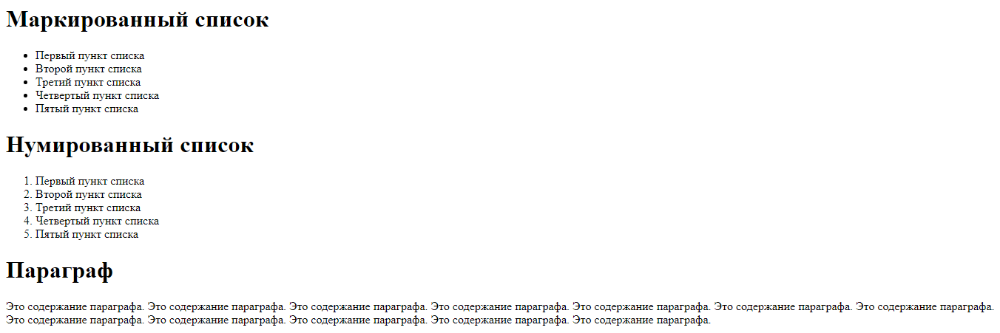 Маркированный список
• Первый пункт списка
• Второй пункт списка
• Третий пункт списка
• Четвертый пункт списка
• Пятый пункт списка
Нумированный список
1. Первый пункт списка
2. Второй пункт списка
3. Третий пункт списка
4. Четвертый пункт списка
5. Пятый пункт списка
Параграф
Это содержание параграфа. Это содержание параграфа. Это содержание параграфа. Это содержание параграфа. Это содержание параграфа. Это содержание параграфа. Это содержание параграфа.
Это содержание параграфа. Это содержание параграфа. Это содержание параграфа. Это содержание параграфа. Это содержание параграфа.